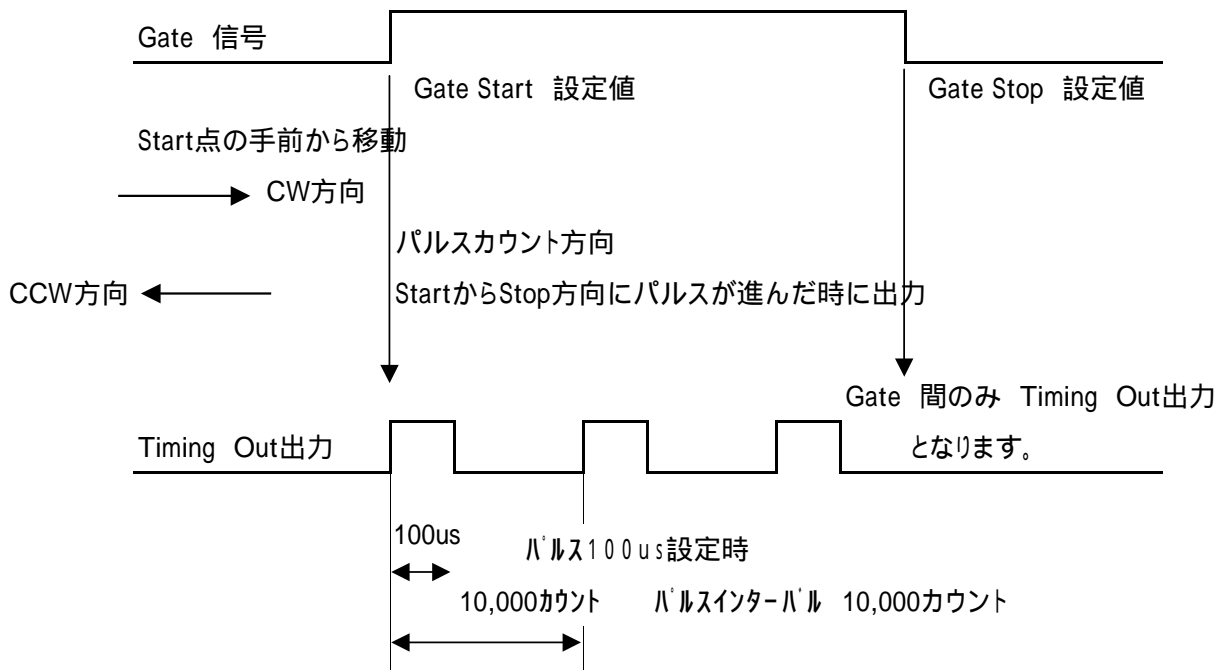 Gate 信号
Gate Start 設定値
Gate Stop 設定値
Start点の手前から移動
CW方向
パルスカウント方向
CCW方向
StartからStop方向にパルスが進んだ時に出力
Gate 間のみ Timing Out出力
Timing Out出力
となります。
100us
パルス100us設定時
10,000カウント
パルスインターバル 10,000カウント